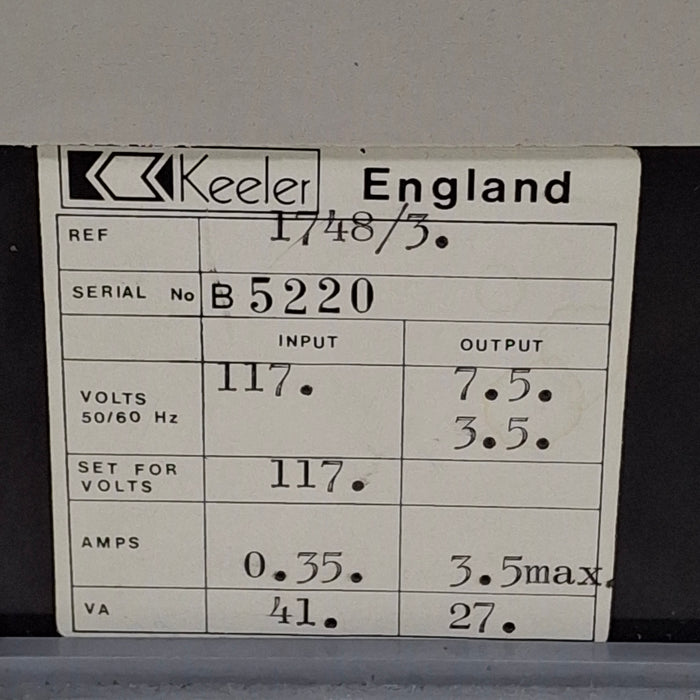 Keeler England
REF 1748/3.
SERIAL No B 5220
INPUT OUTPUT
VOLTS 50/60 Hz 117. 7.5. 3.5.
SET FOR VOLTS 117.
AMPS 0.35. 3.5max.
VA 41. 27.